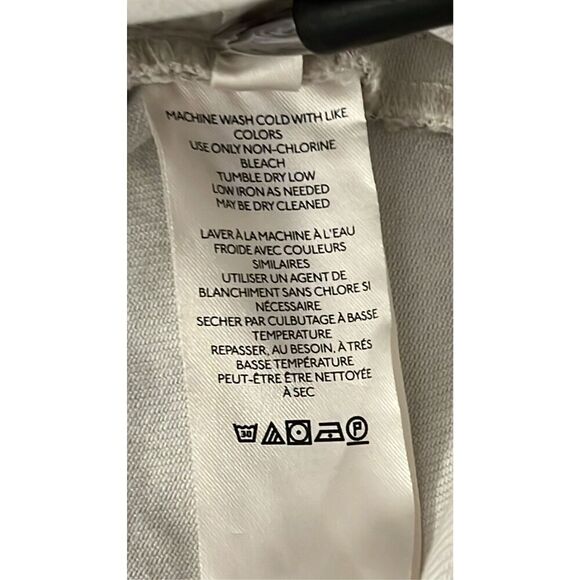 MACHINE WASH COLD WITH LIKE
COLORS
USE ONLY NON-CHLORINE
BLEACH
TUMBLE DRY LOW
LOW IRON AS NEEDED
MAY BE DRY CLEANED
LAVER À LA MACHINE À L'EAU
FROIDE AVEC COULEURS
SIMILAIRES
UTILISER UN AGENT DE
BLANCHIMENT SANS CHLORE SI
NÉCESSAIRE
SECHER PAR CULBUTAGE À BASSE
TEMPERATURE
REPASSER, AU BESOIN, À TRÉS
BASSE TEMPÉRATURE
PEUT-ÊTRE ÊTRE NETTOYÉE
À SEC
30 P